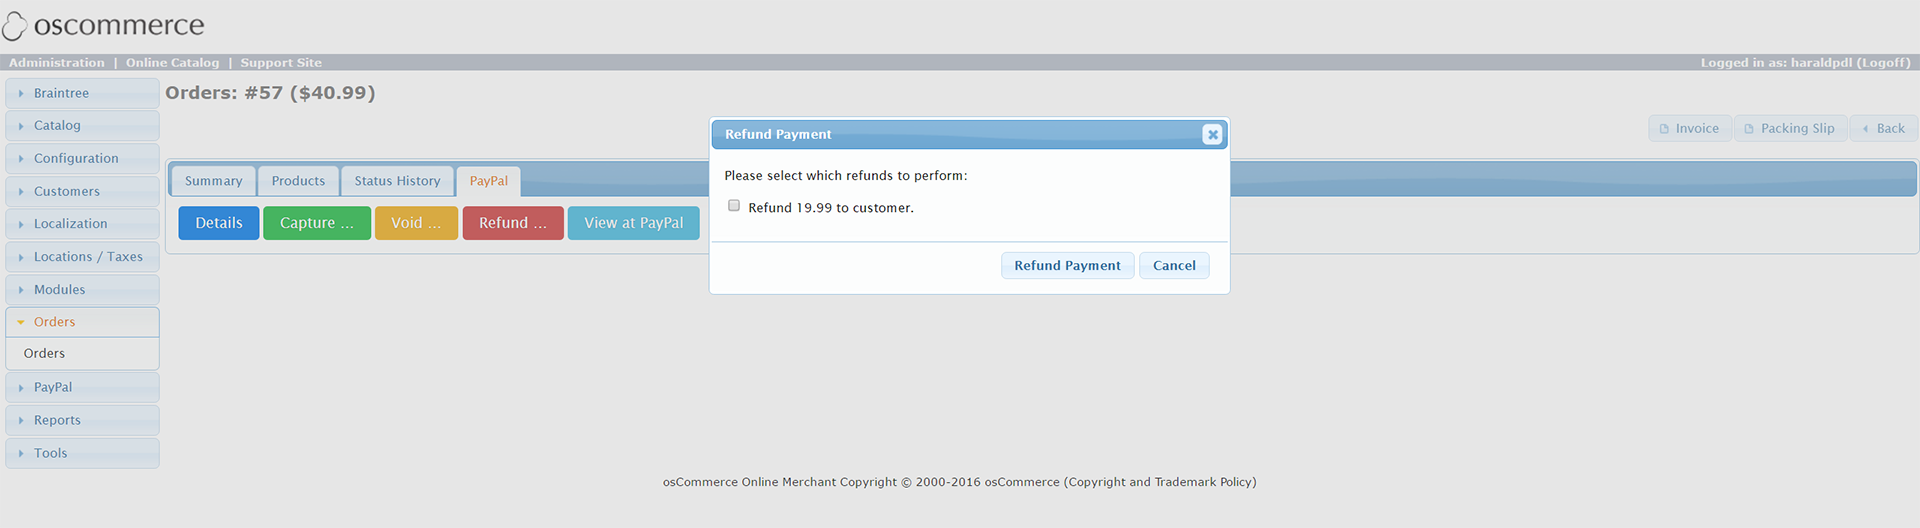 oscommerce
Administration | Online Catalog | Support Site
Logged in as: haraldpdl (Logoff)
Braintree
Catalog
Configuration
Customers
Localization
Locations / Taxes
Modules
Orders
Orders
PayPal
Reports
Tools
Orders: #57 ($40.99)
Invoice
Packing Slip
Back
Summary
Products
Status History
PayPal
Details
Capture ...
Void ...
Refund ...
View at PayPal
Refund Payment
Please select which refunds to perform:
Refund 19.99 to customer.
Refund Payment
Cancel
osCommerce Online Merchant Copyright © 2000-2016 osCommerce (Copyright and Trademark Policy)